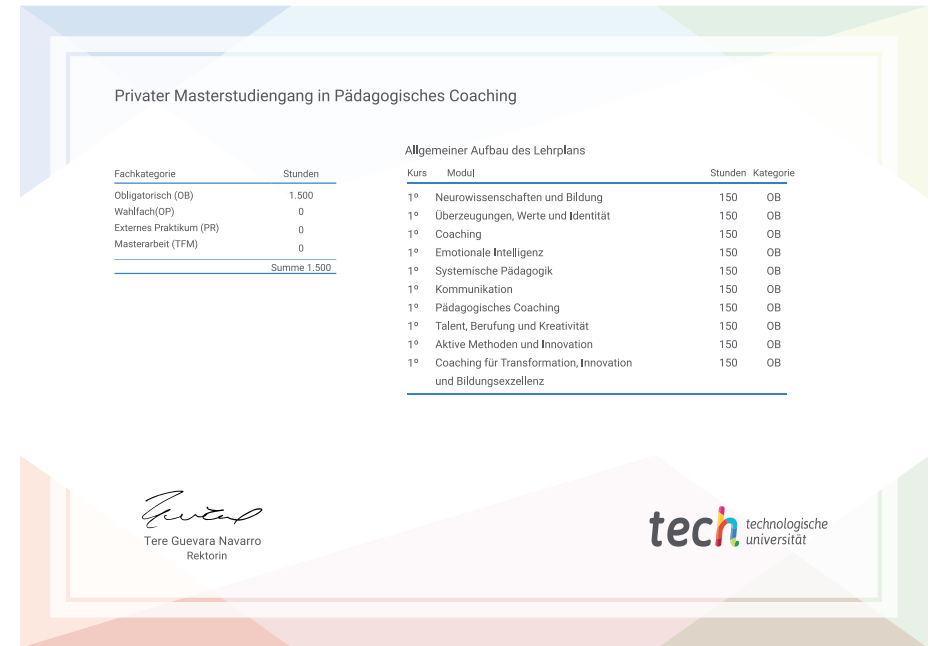 Privater Masterstudiengang in Pädagogisches Coaching
Fachkategorie Stunden
Obligatorisch (OB) 1.500
Wahlfach(OP) 0
Externes Praktikum (PR) 0
Masterarbeit (TFM) 0
Summe 1.500
Allgemeiner Aufbau des Lehrplans
Kurs Modul Stunden Kategorie
1º Neurowissenschaften und Bildung 150 OB
1º Überzeugungen, Werte und Identität 150 OB
1º Coaching 150 OB
1º Emotionale Intelligenz 150 OB
1º Systemische Pädagogik 150 OB
1º Kommunikation 150 OB
1º Pädagogisches Coaching 150 OB
1º Talent, Berufung und Kreativität 150 OB
1º Aktive Methoden und Innovation 150 OB
1º Coaching für Transformation, Innovation 150 OB
und Bildungsexzellenz
Tere Guevara Navarro
Rektorin
tech technologische
universität